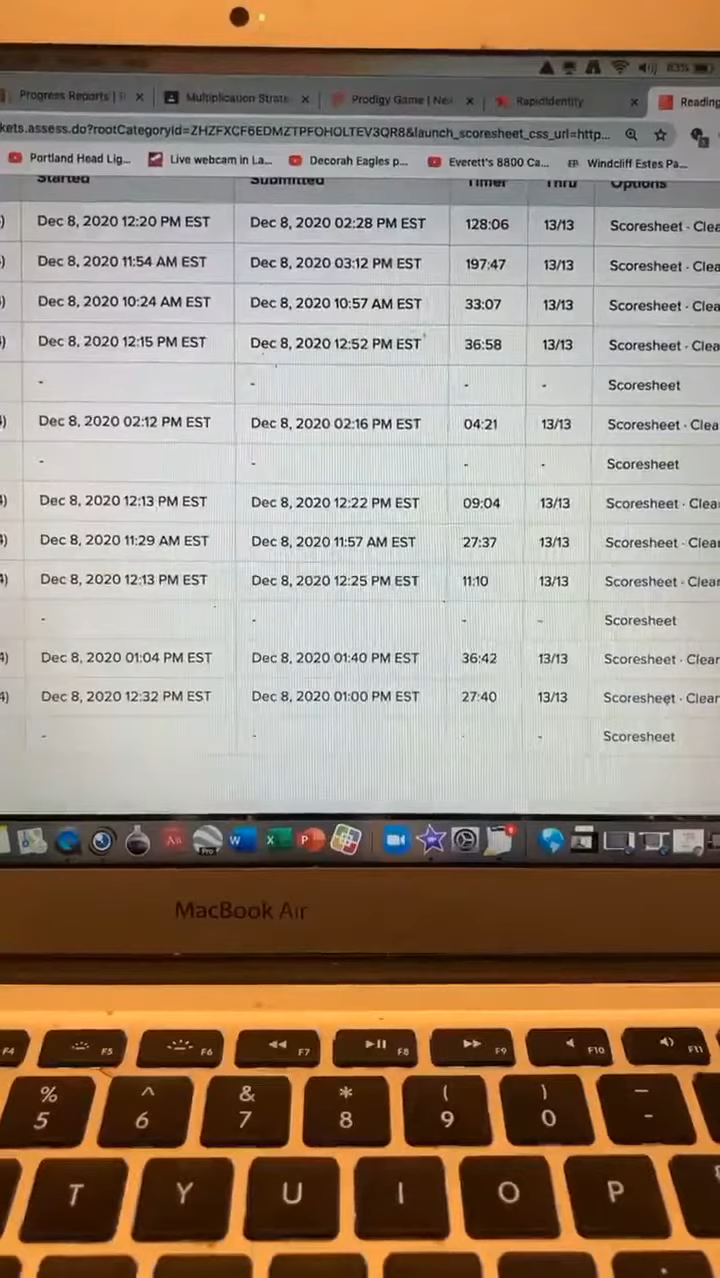 83%
Progress Reports | × Multiplication Strate × Prodigy Game | Nei × RapidIdentity × Reading
kets.assess.do?rootCategoryId=ZHZFXCF6EDMZTPFOHOLTEV3QR8&launch_scoresheet_css_url=http...
Portland Head Lig... Live webcam in La... Decorah Eagles p... Everett's 8800 Ca... EP Windcliff Estes Pa...
Started Submitted Timer Thru Options
) Dec 8, 2020 12:20 PM EST Dec 8, 2020 02:28 PM EST 128:06 13/13 Scoresheet · Clea
) Dec 8, 2020 11:54 AM EST Dec 8, 2020 03:12 PM EST 197:47 13/13 Scoresheet · Clea
) Dec 8, 2020 10:24 AM EST Dec 8, 2020 10:57 AM EST 33:07 13/13 Scoresheet · Clea
) Dec 8, 2020 12:15 PM EST Dec 8, 2020 12:52 PM EST 36:58 13/13 Scoresheet · Clea
- - - - Scoresheet
) Dec 8, 2020 02:12 PM EST Dec 8, 2020 02:16 PM EST 04:21 13/13 Scoresheet · Clea
- - - - Scoresheet
4) Dec 8, 2020 12:13 PM EST Dec 8, 2020 12:22 PM EST 09:04 13/13 Scoresheet · Clea
4) Dec 8, 2020 11:29 AM EST Dec 8, 2020 11:57 AM EST 27:37 13/13 Scoresheet · Clear
4) Dec 8, 2020 12:13 PM EST Dec 8, 2020 12:25 PM EST 11:10 13/13 Scoresheet · Clear
- - - - Scoresheet
4) Dec 8, 2020 01:04 PM EST Dec 8, 2020 01:40 PM EST 36:42 13/13 Scoresheet · Clear
4) Dec 8, 2020 12:32 PM EST Dec 8, 2020 01:00 PM EST 27:40 13/13 Scoresheet · Clear
- - - - Scoresheet
Pro W X P
MacBook Air
F4 F5 F6 F7 F8 F9 F10 F11
% ^ & * ( ) —
5 6 7 8 9 0 -
T Y U I O P